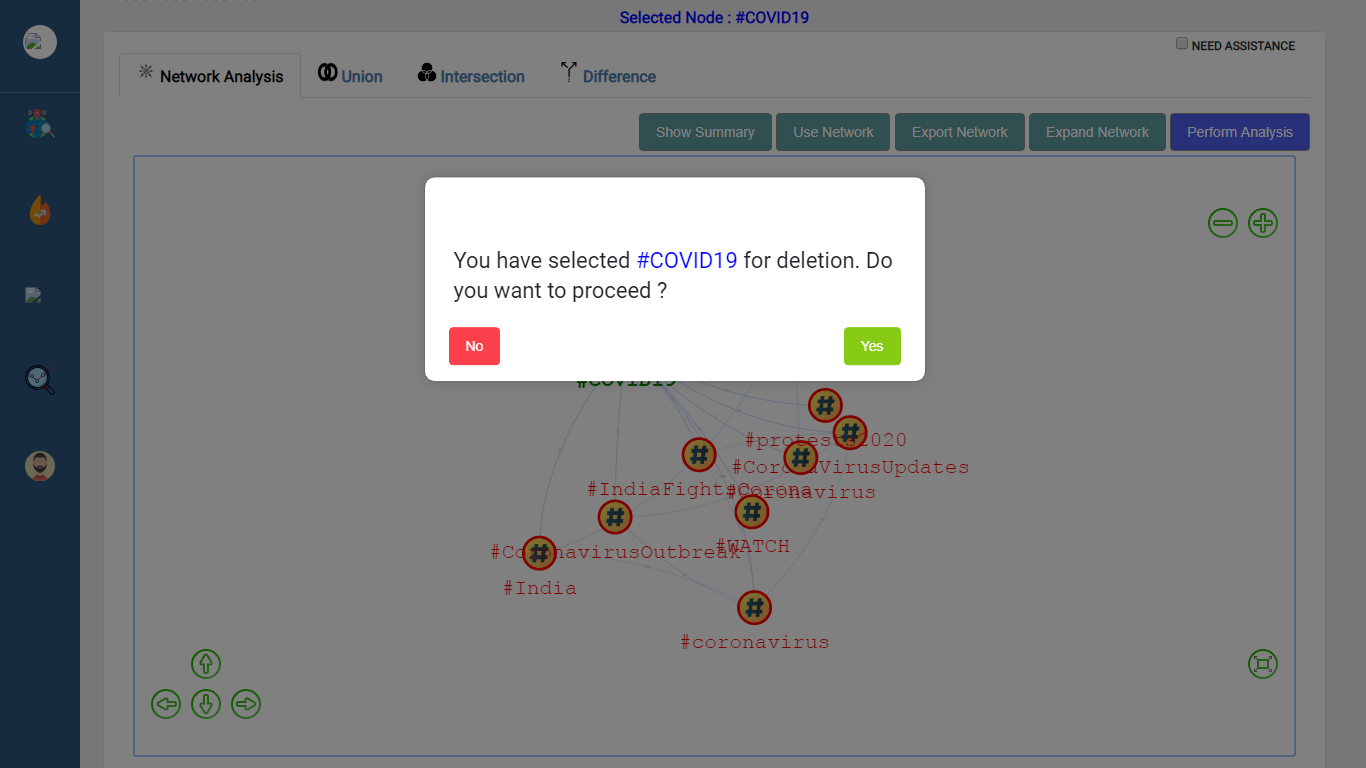 Selected Node : #COVID19
NEED ASSISTANCE
Network Analysis
Union
Intersection
Difference
Show Summary
Use Network
Export Network
Expand Network
Perform Analysis
You have selected #COVID19 for deletion. Do
you want to proceed ?
No
Yes
#COVID19
#protests2020
#CoronaVirusUpdates
#IndiaFightsCorona
#Coronavirus
#CoronavirusOutbreak
#WATCH
#India
#coronavirus